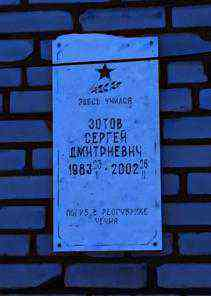 ЗДЕСЬ УЧИЛСЯ
ЗОТОВ
СЕРГЕЙ
ДМИТРИЕВИЧ
1983 - 2002
ПОГИБ В РЕСПУБЛИКЕ
ЧЕЧНЯ